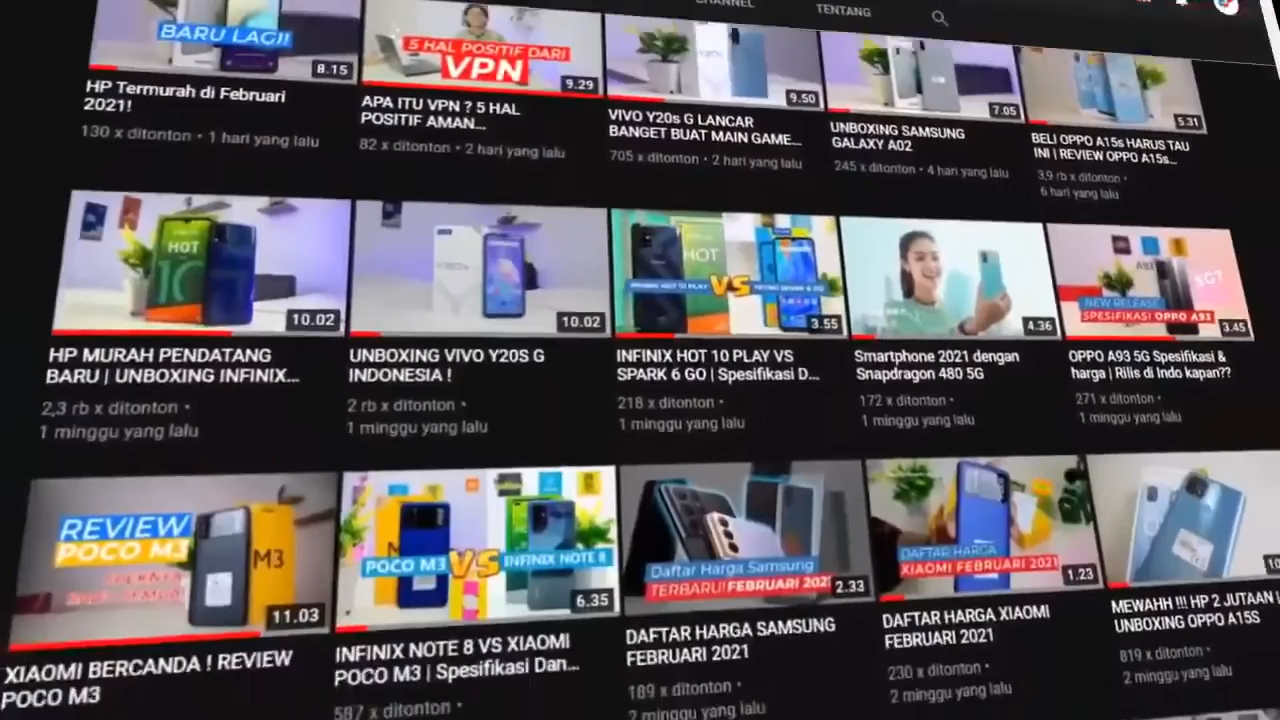 CHANNEL
TENTANG
BARU LAGI!
8.15
HP Termurah di Februari
2021!
130 x ditonton • 1 hari yang lalu
5 HAL POSITIF DARI
VPN
9.29
APA ITU VPN ? 5 HAL
POSITIF AMAN...
82 x ditonton • 2 hari yang lalu
9.50
VIVO Y20s G LANCAR
BANGET BUAT MAIN GAME...
705 x ditonton • 2 hari yang lalu
7.05
UNBOXING SAMSUNG
GALAXY A02
245 x ditonton • 4 hari yang lalu
5.31
BELI OPPO A15s HARUS TAU
INI | REVIEW OPPO A15s...
3,9 rb x ditonton •
6 hari yang lalu
HOT
10
10.02
HP MURAH PENDATANG
BARU | UNBOXING INFINIX...
2,3 rb x ditonton •
1 minggu yang lalu
10.02
UNBOXING VIVO Y20S G
INDONESIA !
2 rb x ditonton •
1 minggu yang lalu
HOT
INFINIX HOT 10 PLAY VS
3.55
INFINIX HOT 10 PLAY VS
SPARK 6 GO | Spesifikasi D...
218 x ditonton •
1 minggu yang lalu
4.36
Smartphone 2021 dengan
Snapdragon 480 5G
172 x ditonton •
1 minggu yang lalu
5G?
NEW RELEASE
SPESIFIKASI OPPO A93
3.45
OPPO A93 5G Spesifikasi &
harga | Rilis di Indo kapan??
271 x ditonton •
1 minggu yang lalu
REVIEW
POCO M3
M3
11.03
XIAOMI BERCANDA ! REVIEW
POCO M3
POCO M3 VS INFINIX NOTE 8
6.35
INFINIX NOTE 8 VS XIAOMI
POCO M3 | Spesifikasi Dan...
587 x ditonton •
Daftar Harga Samsung
TERBARU! FEBRUARI 2021
2.33
DAFTAR HARGA SAMSUNG
FEBRUARI 2021
189 x ditonton •
2 minggu yang lalu
DAFTAR HARGA
XIAOMI FEBRUARI 2021
1.23
DAFTAR HARGA XIAOMI
FEBRUARI 2021
230 x ditonton •
2 minggu yang lalu
MEWAHH !!! HP 2 JUTAAN |
UNBOXING OPPO A15S
819 x ditonton •
2 minggu yang lalu